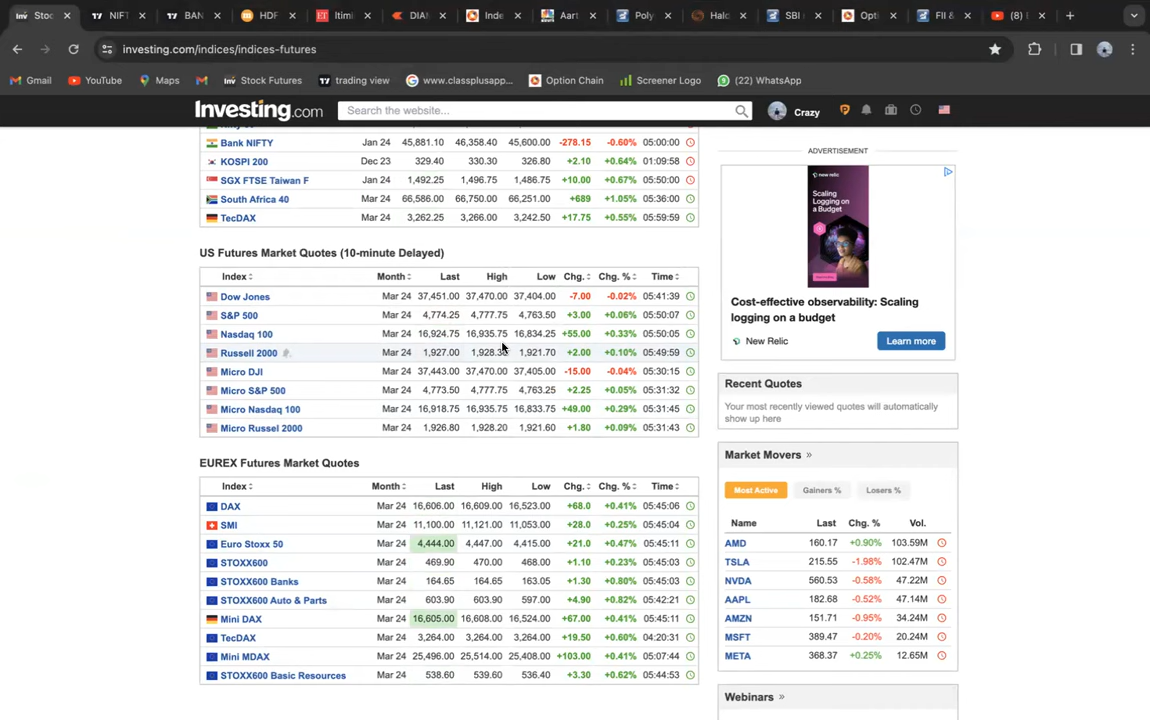 Stoc
NIFT
BAN
HDF
Itimi
DIAM
Inde
Aart
Poly
Halc
SBI
Opti
FII &
(8)
investing.com/indices/indices-futures
Gmail
YouTube
Maps
Stock Futures
trading view
www.classplusapp...
Option Chain
Screener Logo
(22) WhatsApp
Investing.com
Search the website...
Crazy
Bank NIFTY Jan 24 45,881.10 46,358.40 45,600.00 -278.15 -0.60% 05:00:00
KOSPI 200 Dec 23 329.40 330.30 326.80 +2.10 +0.64% 01:09:58
SGX FTSE Taiwan F Jan 24 1,492.25 1,496.75 1,486.75 +10.00 +0.67% 05:50:00
South Africa 40 Mar 24 66,586.00 66,750.00 66,251.00 +689 +1.05% 05:36:00
TecDAX Mar 24 3,262.25 3,266.00 3,242.50 +17.75 +0.55% 05:59:59
US Futures Market Quotes (10-minute Delayed)
Index Month Last High Low Chg. Chg. % Time
Dow Jones Mar 24 37,451.00 37,470.00 37,404.00 -7.00 -0.02% 05:41:39
S&P 500 Mar 24 4,774.25 4,777.75 4,763.50 +3.00 +0.06% 05:50:07
Nasdaq 100 Mar 24 16,924.75 16,935.75 16,834.25 +55.00 +0.33% 05:50:05
Russell 2000 Mar 24 1,927.00 1,921.70 +2.00 +0.10% 05:49:59
Micro DJI Mar 24 37,443.00 37,470.00 37,405.00 -15.00 -0.04% 05:30:15
Micro S&P 500 Mar 24 4,773.50 4,777.75 4,763.25 +2.25 +0.05% 05:31:32
Micro Nasdaq 100 Mar 24 16,918.75 16,935.75 16,833.75 +49.00 +0.29% 05:31:45
Micro Russel 2000 Mar 24 1,926.80 1,928.20 1,921.60 +1.80 +0.09% 05:31:43
EUREX Futures Market Quotes
Index Month Last High Low Chg. Chg. % Time
DAX Mar 24 16,606.00 16,609.00 16,523.00 +68.0 +0.41% 05:45:06
SMI Mar 24 11,100.00 11,121.00 11,053.00 +28.0 +0.25% 05:45:04
Euro Stoxx 50 Mar 24 4,444.00 4,447.00 4,415.00 +21.0 +0.47% 05:45:11
STOXX600 Mar 24 469.90 470.00 468.00 +1.10 +0.23% 05:45:03
STOXX600 Banks Mar 24 164.65 164.65 163.05 +1.30 +0.80% 05:45:03
STOXX600 Auto & Parts Mar 24 603.90 603.90 597.00 +4.90 +0.82% 05:42:21
Mini DAX Mar 24 16,605.00 16,608.00 16,524.00 +67.00 +0.41% 05:45:11
TecDAX Mar 24 3,264.00 3,264.00 3,244.00 +19.50 +0.60% 04:20:31
Mini MDAX Mar 24 25,496.00 25,514.00 25,408.00 +103.00 +0.41% 05:07:44
STOXX600 Basic Resources Mar 24 538.60 539.60 536.40 +3.30 +0.62% 05:44:53
ADVERTISEMENT
new relic
Scaling
Logging on
a Budget
Cost-effective observability: Scaling
logging on a budget
New Relic
Learn more
Recent Quotes
Your most recently viewed quotes will automatically
show up here
Market Movers »
Most Active
Gainers %
Losers %
Name Last Chg. % Vol.
AMD 160.17 +0.90% 103.59M
TSLA 215.55 -1.98% 102.47M
NVDA 560.53 -0.58% 47.22M
AAPL 182.68 -0.52% 47.14M
AMZN 151.71 -0.95% 34.24M
MSFT 389.47 -0.20% 20.24M
META 368.37 +0.25% 12.65M
Webinars »